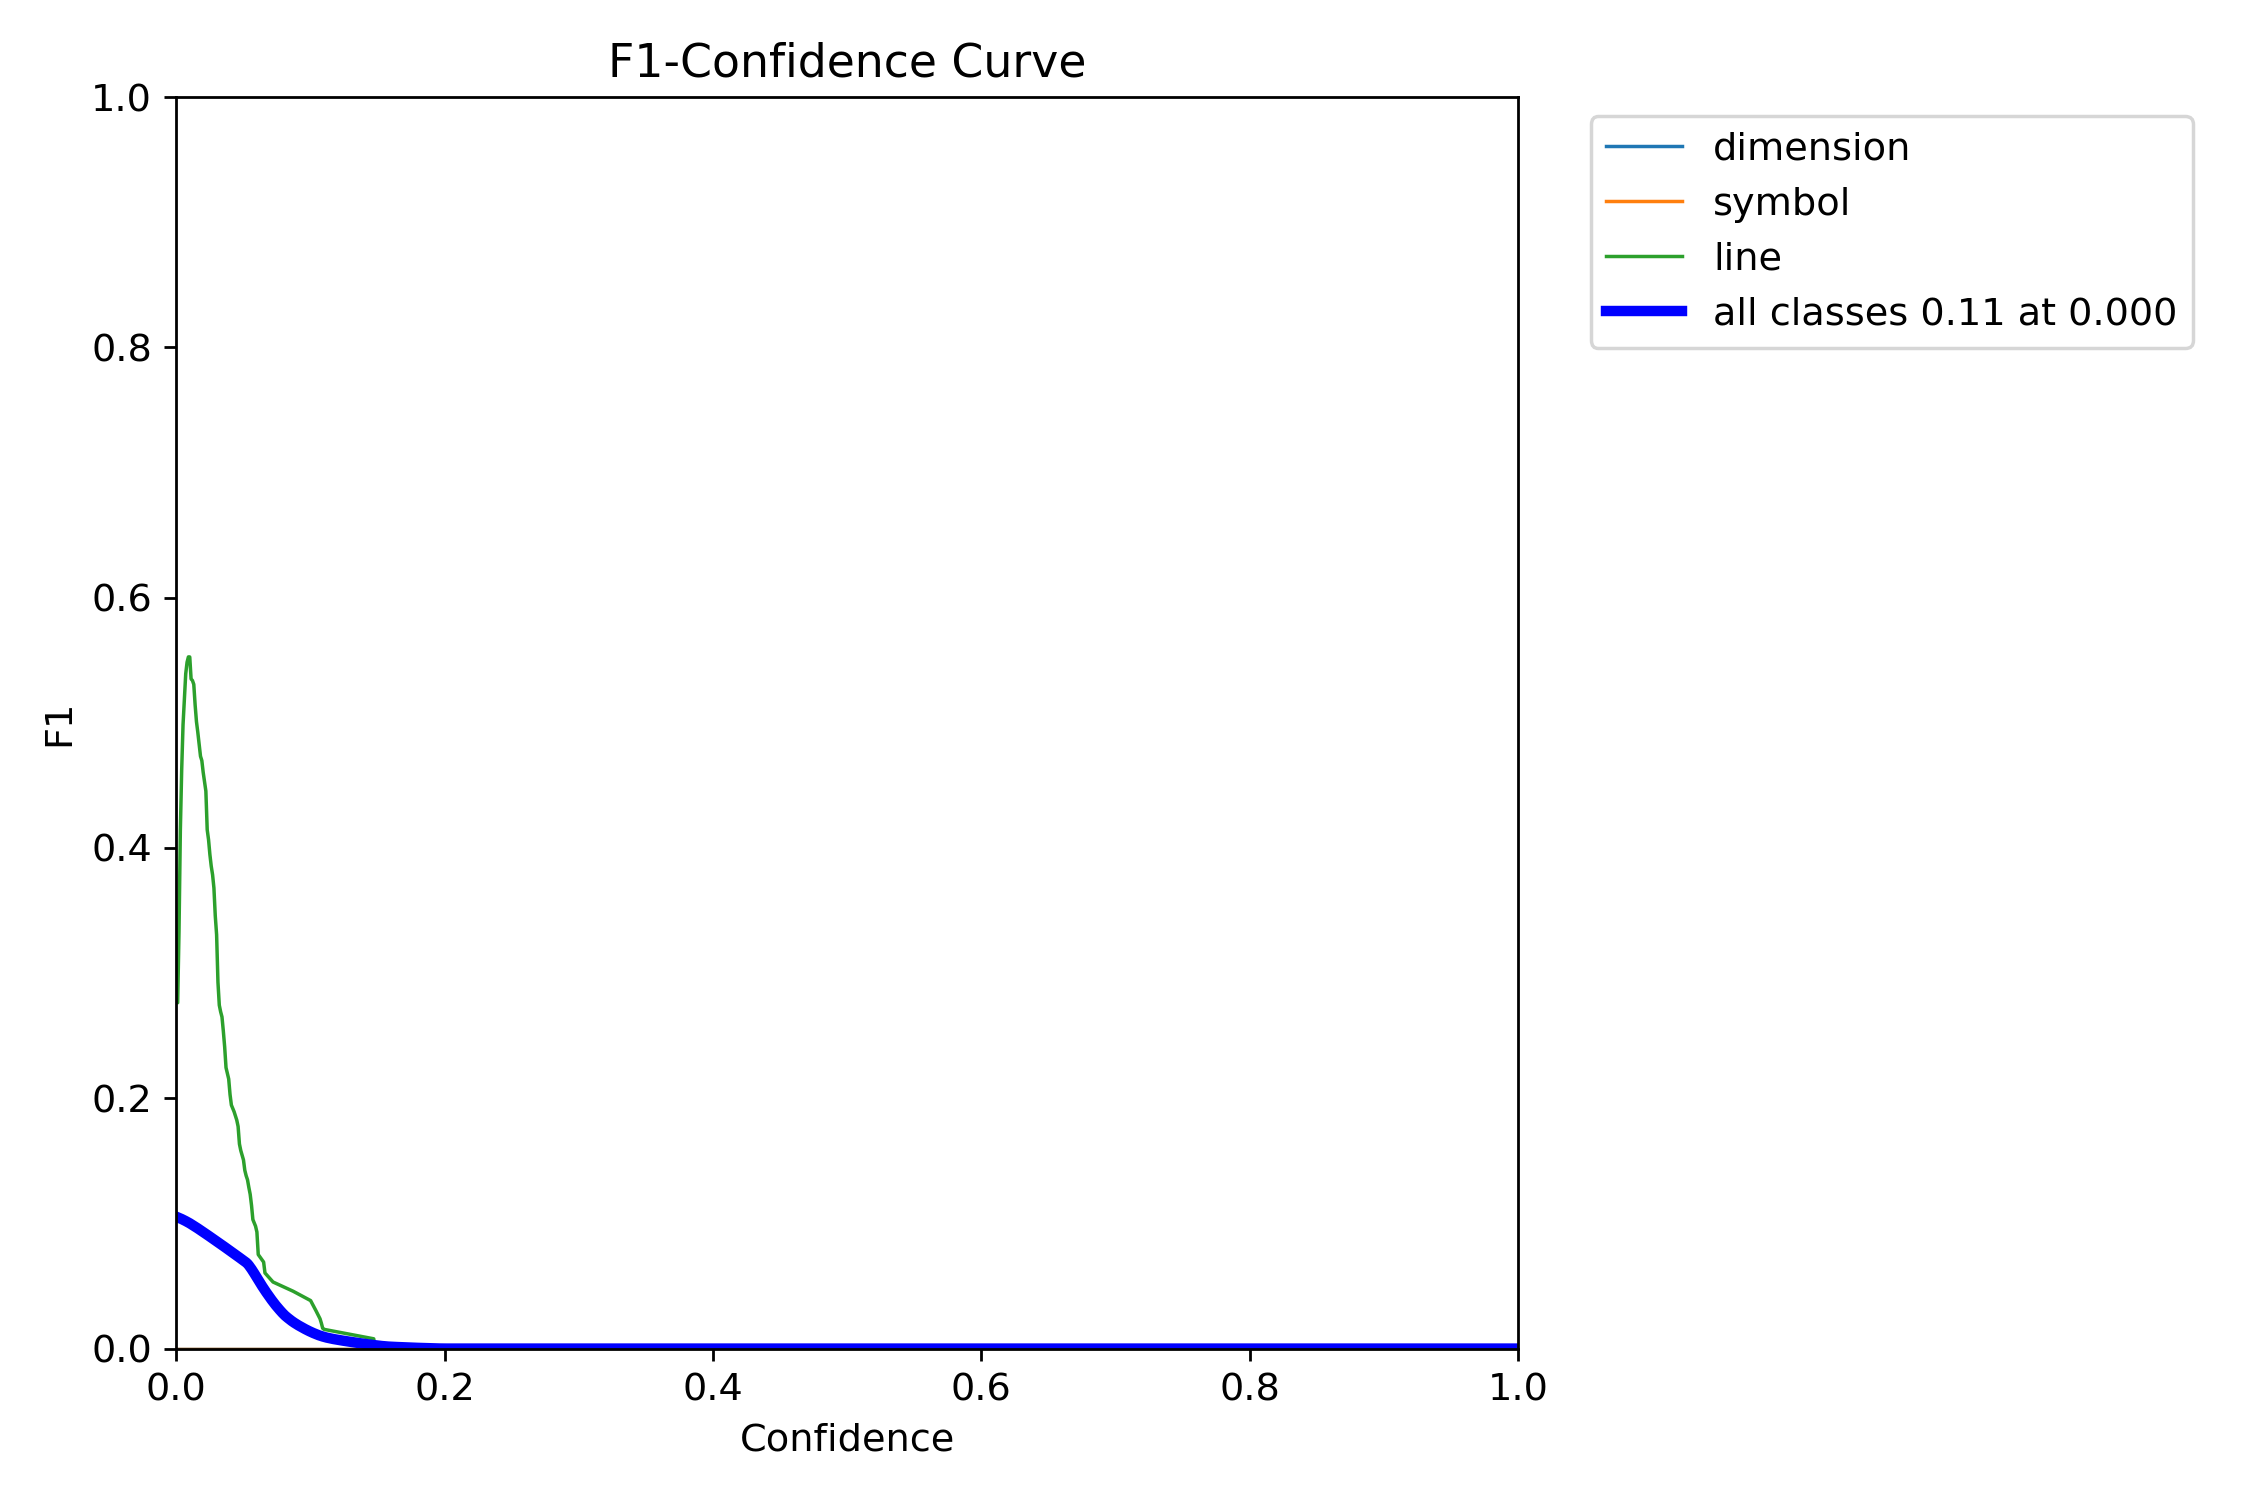 F1-Confidence Curve
1.0
0.8
0.6
0.4
0.2
0.0
F1
0.0 0.2 0.4 0.6 0.8 1.0
Confidence
dimension
symbol
line
all classes 0.11 at 0.000